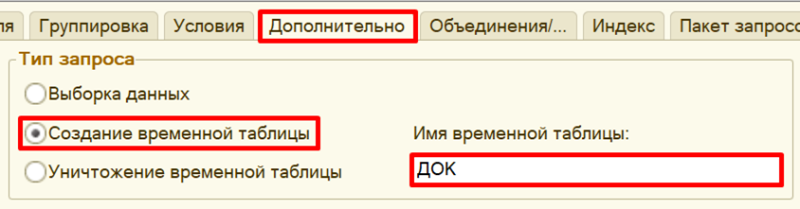 ля Группировка Условия Дополнительно Объединения/... Индекс Пакет запросо
Тип запроса
Выборка данных
Создание временной таблицы Имя временной таблицы:
Уничтожение временной таблицы ДОК